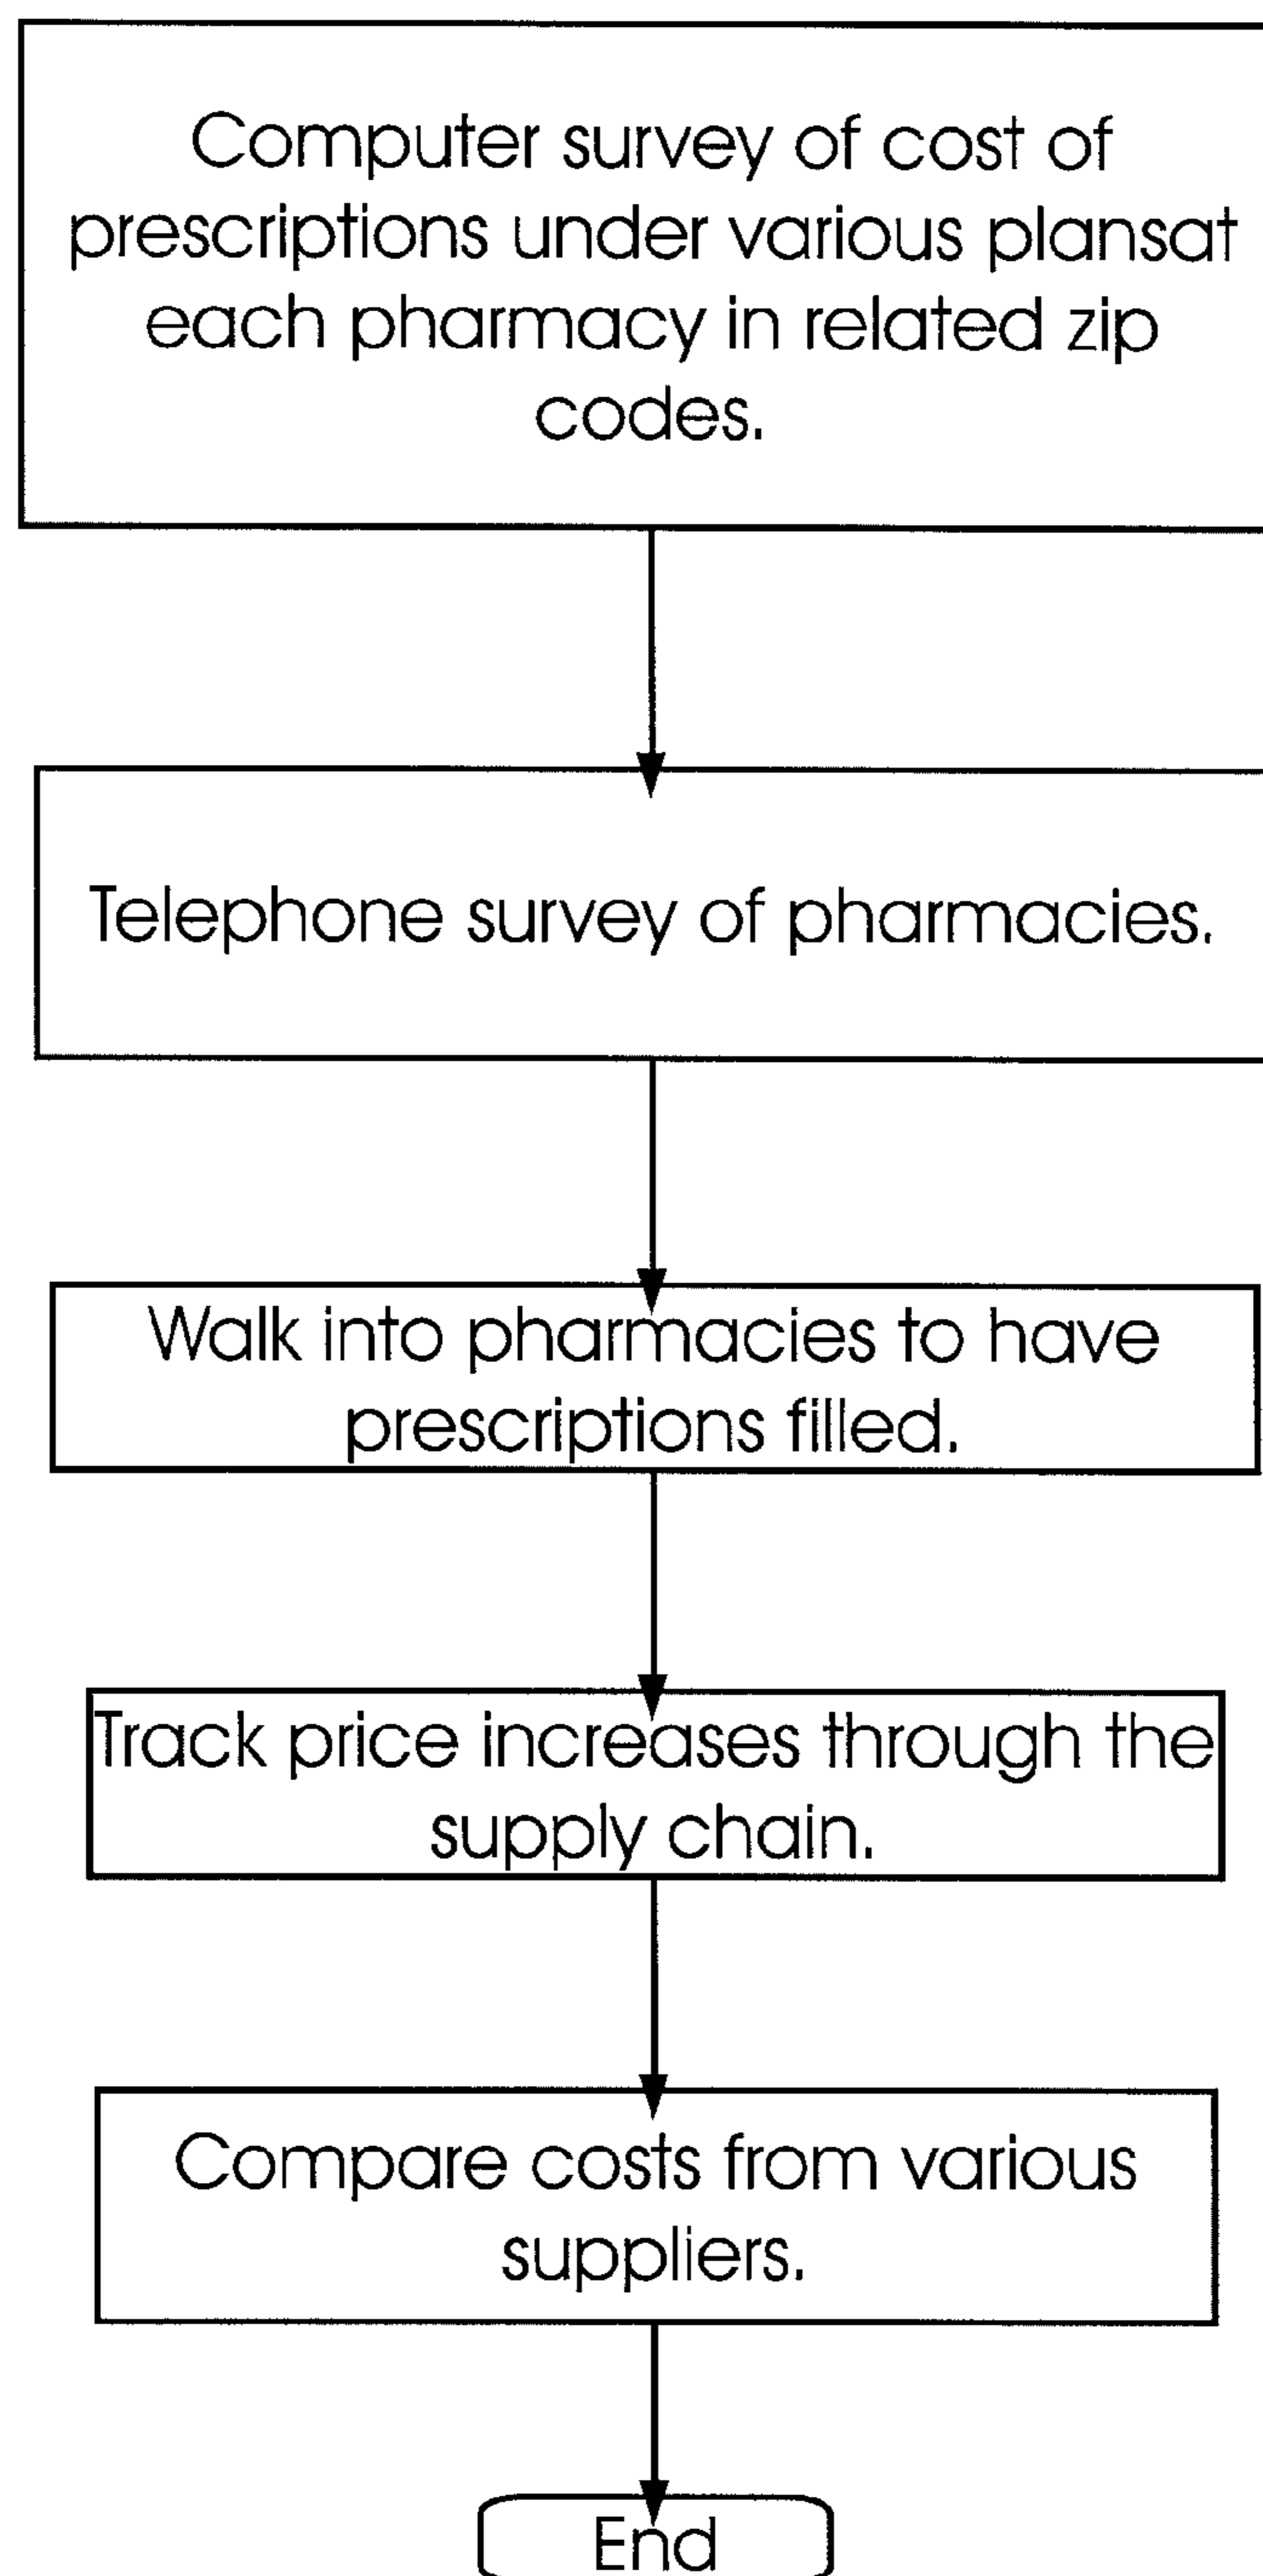 Computer survey of cost of
prescriptions under various plansat
each pharmacy in related zip
codes.
Telephone survey of pharmacies.
Walk into pharmacies to have
prescriptions filled.
Track price increases through the
supply chain.
Compare costs from various
suppliers.
End